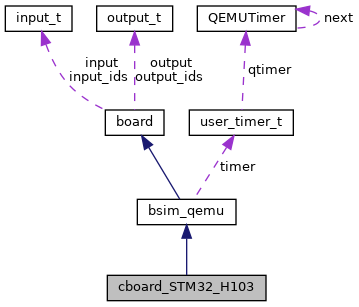 input_t
output_t
QEMUTimer
next
input
input_ids
output
output_ids
qtimer
board
user_timer_t
timer
bsim_qemu
cboard_STM32_H103